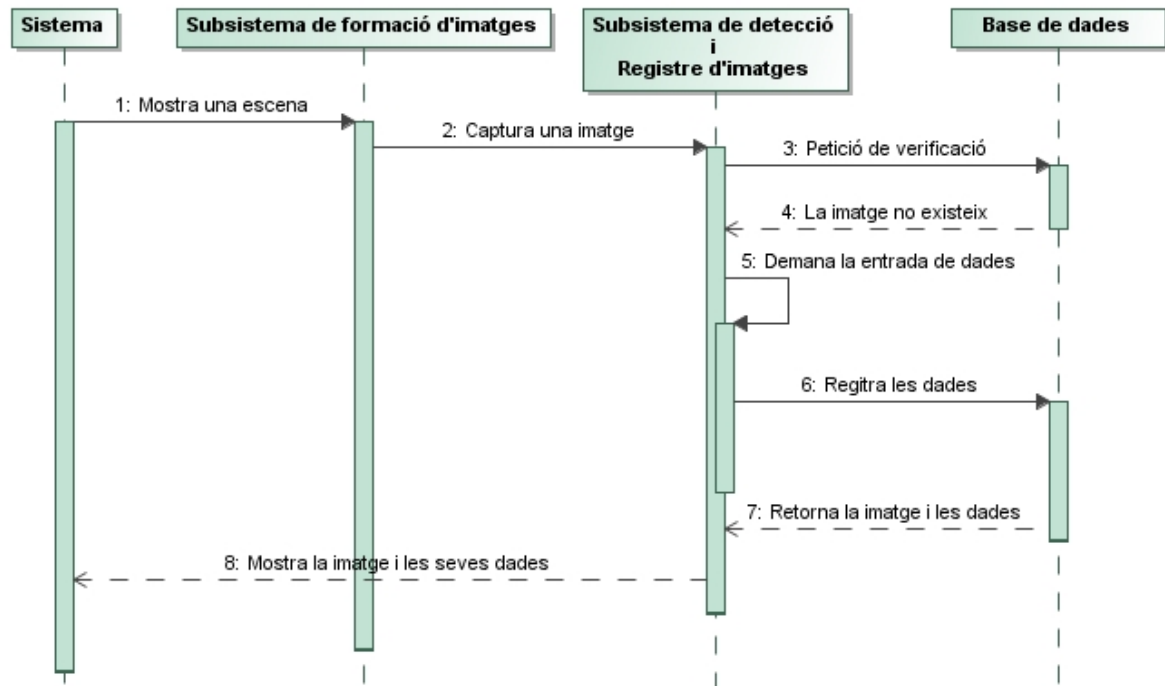 Sistema
Subsistema de formació d'imatges
Subsistema de detecció
i
Registre d'imatges
Base de dades
1: Mostra una escena
2: Captura una imatge
3: Petició de verificació
4: La imatge no existeix
5: Demana la entrada de dades
6: Regitra les dades
7: Retorna la imatge i les dades
8: Mostra la imatge i les seves dades